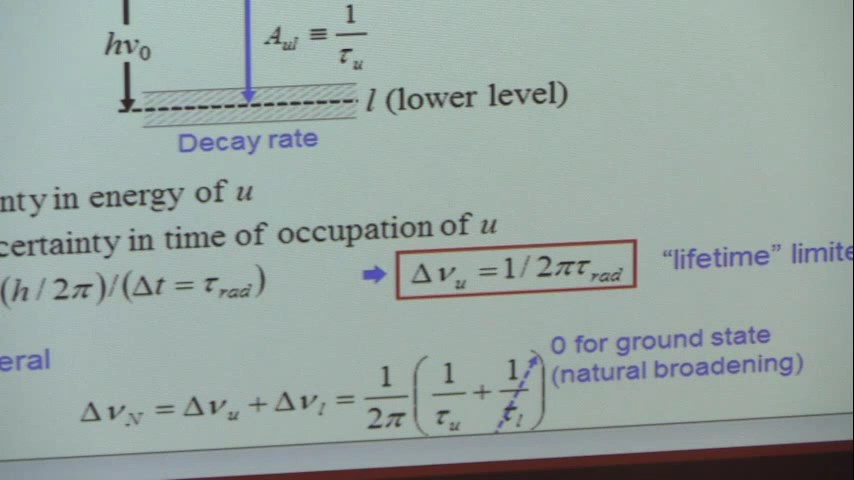 hν₀
A_ul ≡ 1/τ_u
l (lower level)
Decay rate
nty in energy of u
certainty in time of occupation of u
(h/2π)/(Δt = τ_rad)
Δν_u = 1/2πτ_rad
"lifetime" limite
eral
0 for ground state
(natural broadening)
Δν_N = Δν_u + Δν_l = 1/2π (1/τ_u + 1/τ_l)